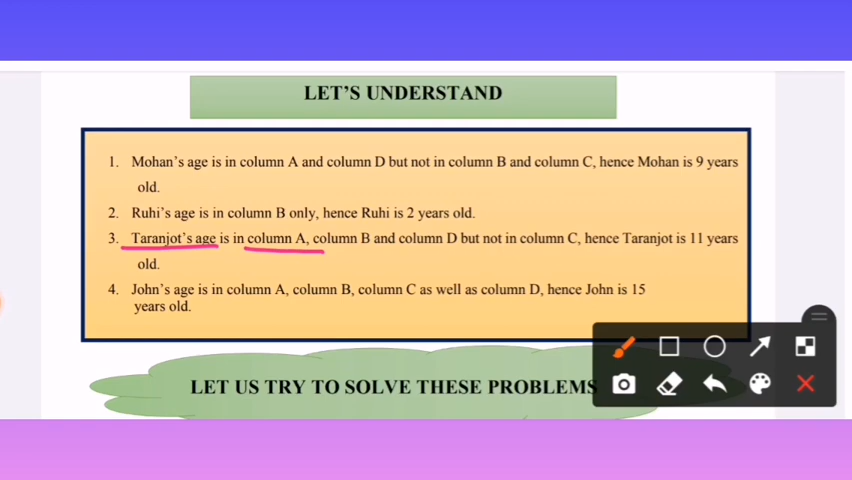 LET’S UNDERSTAND
1. Mohan’s age is in column A and column D but not in column B and column C, hence Mohan is 9 years
old.
2. Ruhi’s age is in column B only, hence Ruhi is 2 years old.
3. Taranjot’s age is in column A, column B and column D but not in column C, hence Taranjot is 11 years
old.
4. John’s age is in column A, column B, column C as well as column D, hence John is 15
years old.
LET US TRY TO SOLVE THESE PROBLEMS